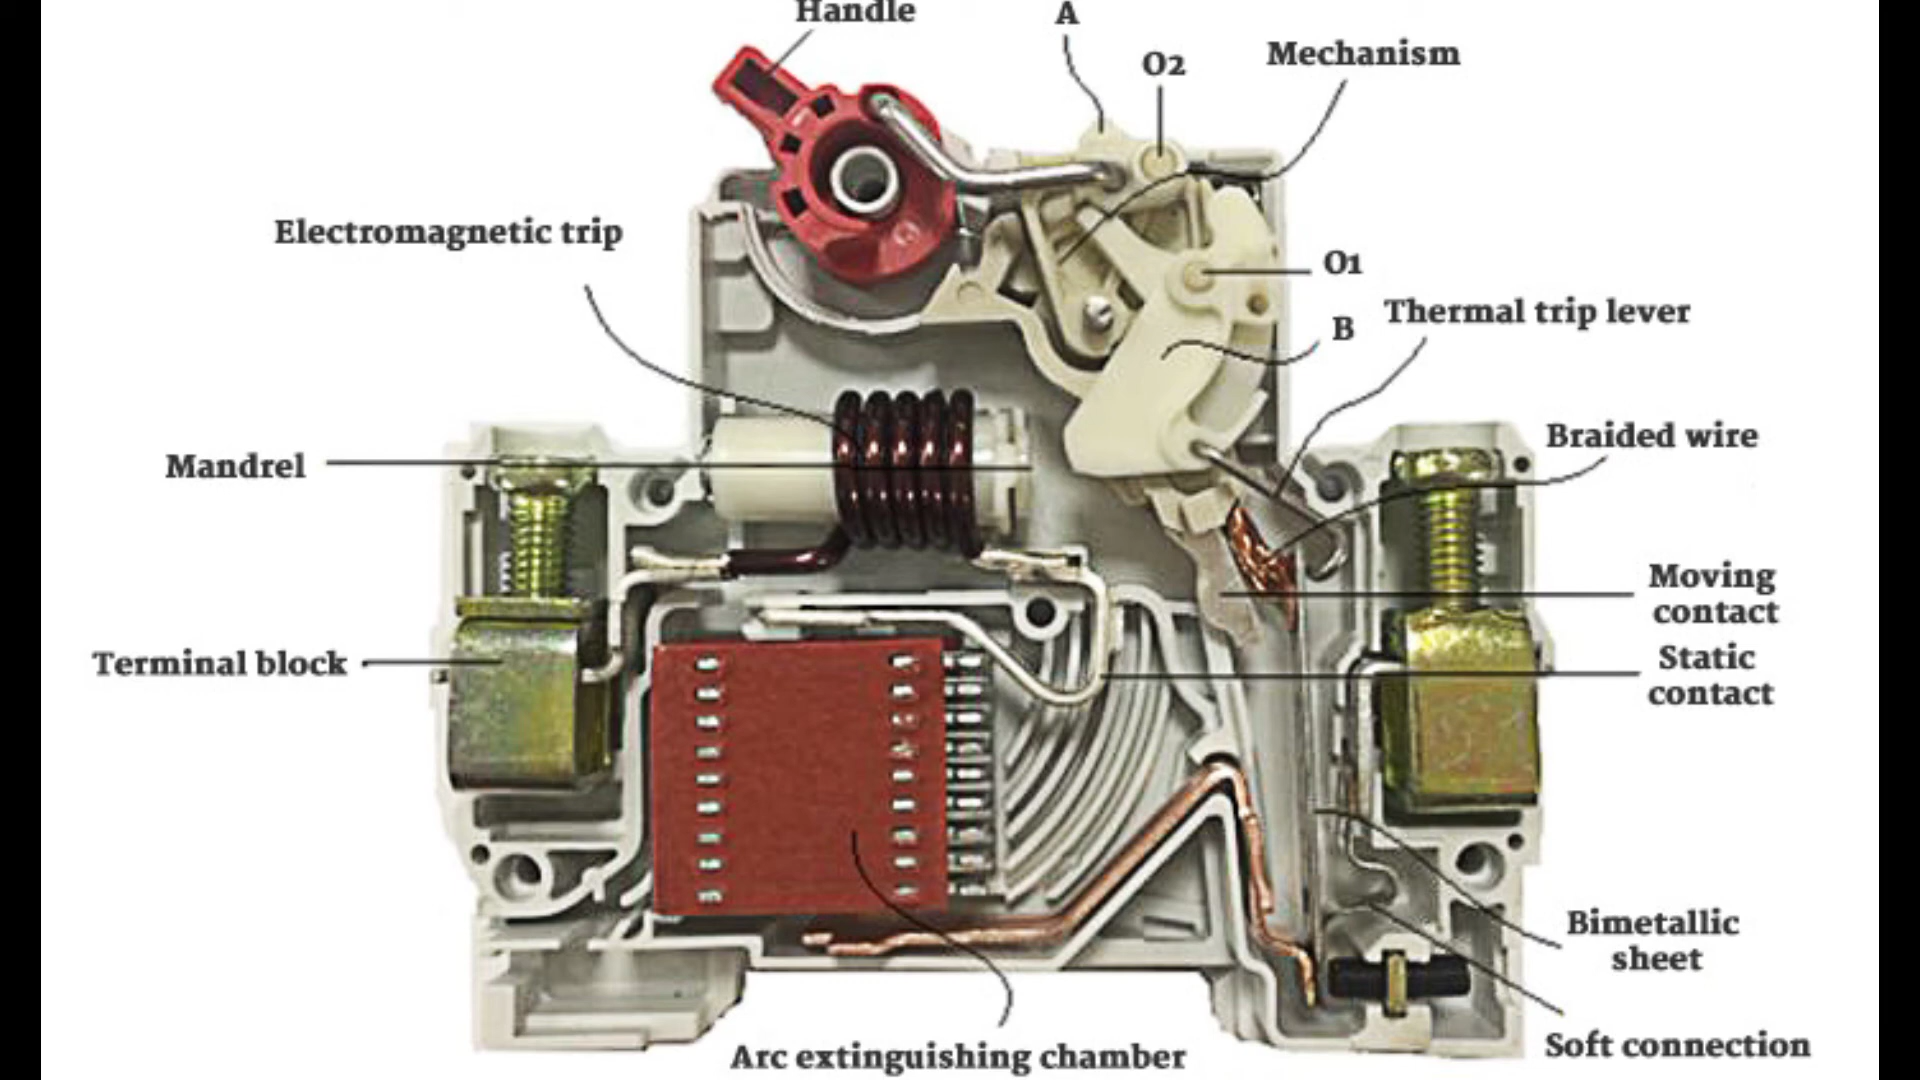 Handle
A
O2
Mechanism
Electromagnetic trip
O1
Thermal trip lever
B
Braided wire
Mandrel
Moving
contact
Terminal block
Static
contact
Bimetallic
sheet
Soft connection
Arc extinguishing chamber